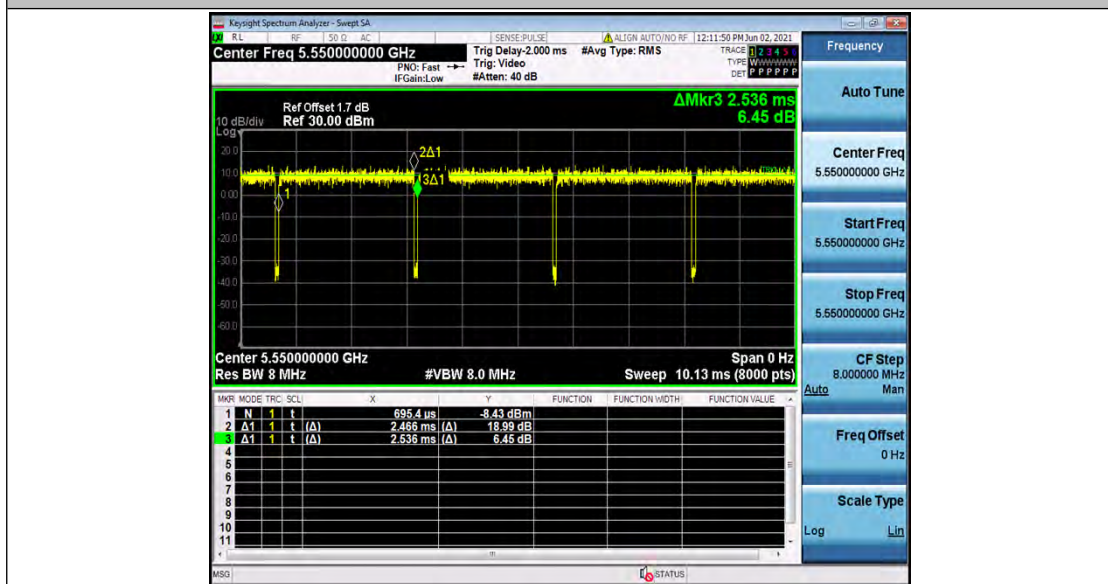 Keysight Spectrum Analyzer - Swept SA
RL RF 50 Ω AC SENSE:PULSE ALIGN AUTO/NO RF 12:11:50 PM Jun 02, 2021
Center Freq 5.550000000 GHz
Trig Delay-2.000 ms #Avg Type: RMS
TRACE 1 2 3 4 5 6
PNO: Fast Trig: Video
TYPE WWWWWW
IFGain:Low #Atten: 40 dB
DET P P P P P P
ΔMkr3 2.536 ms
6.45 dB
Ref Offset 1.7 dB
10 dB/div Ref 30.00 dBm
Log
20.0
10.0
0.00
-10.0
-20.0
-30.0
-40.0
-50.0
-60.0
2Δ1
3Δ1
1
Center 5.550000000 GHz Span 0 Hz
Res BW 8 MHz #VBW 8.0 MHz Sweep 10.13 ms (8000 pts)
MKR MODE TRC SCL X Y FUNCTION FUNCTION WIDTH FUNCTION VALUE
1 N 1 t 695.4 µs -8.43 dBm
2 Δ1 1 t (Δ) 2.466 ms (Δ) 18.99 dB
3 Δ1 1 t (Δ) 2.536 ms (Δ) 6.45 dB
4
5
6
7
8
9
10
11
MSG STATUS
Frequency
Auto Tune
Center Freq
5.550000000 GHz
Start Freq
5.550000000 GHz
Stop Freq
5.550000000 GHz
CF Step
8.000000 MHz
Auto Man
Freq Offset
0 Hz
Scale Type
Log Lin